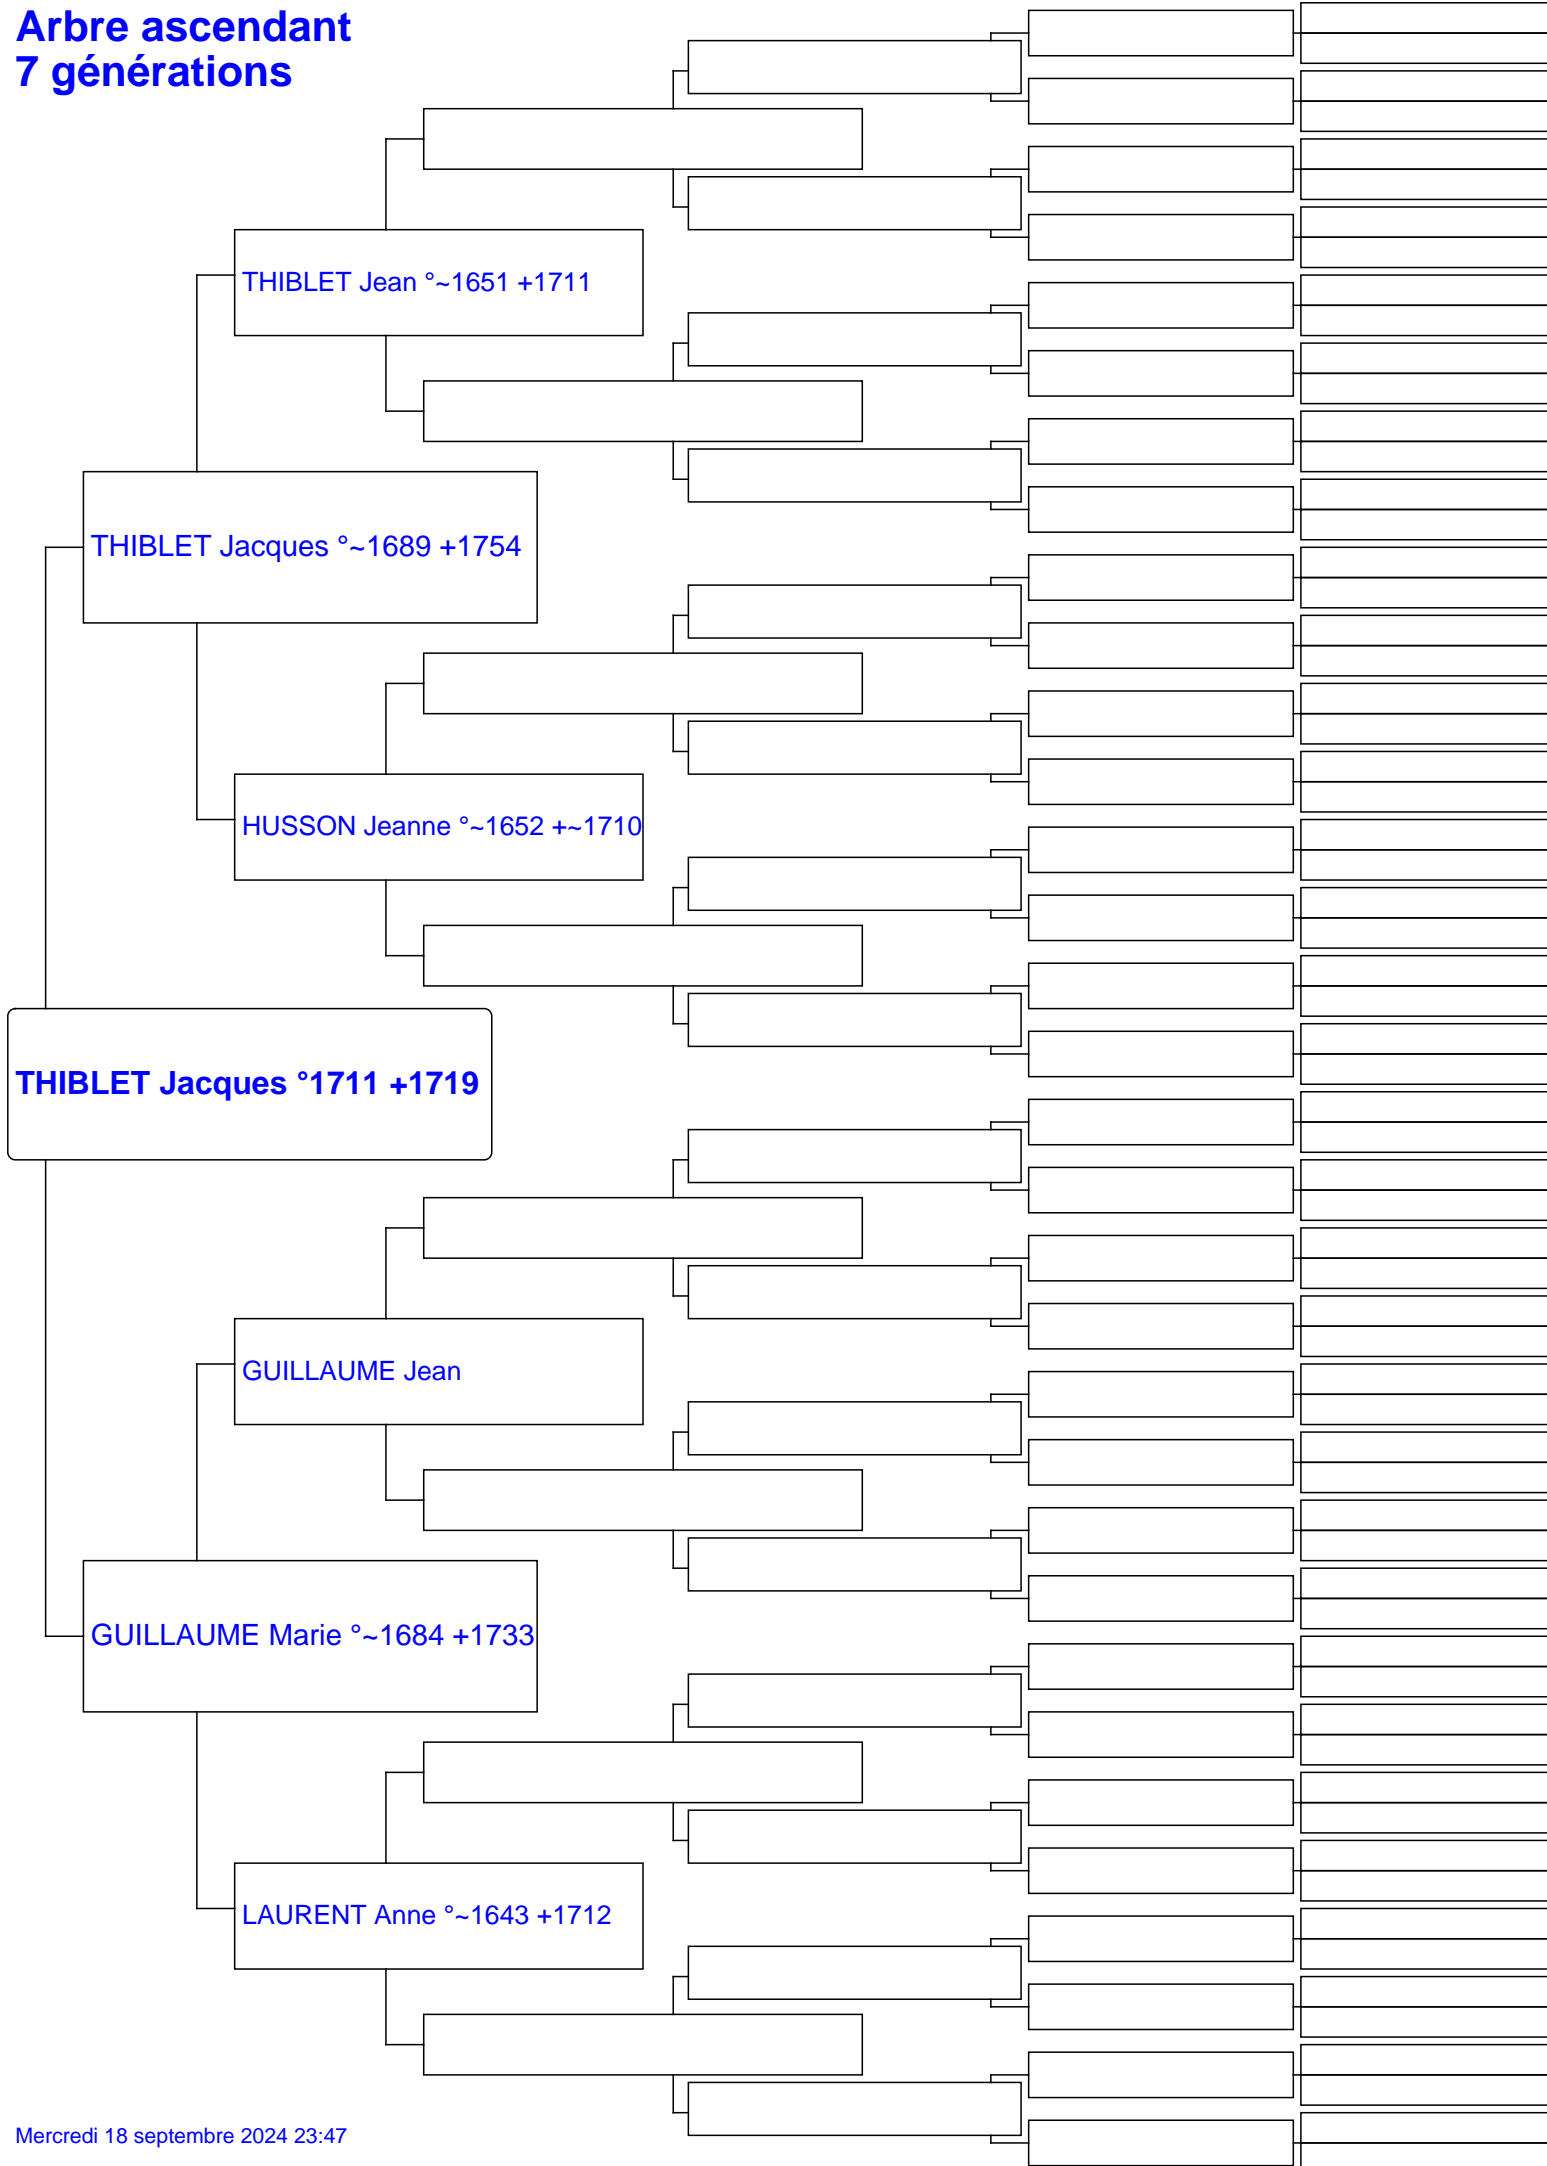 Arbre ascendant
7 générations
THIBLET Jean °~1651 +1711
THIBLET Jacques °~1689 +1754
HUSSON Jeanne °~1652 +~1710
THIBLET Jacques °1711 +1719
GUILLAUME Jean
GUILLAUME Marie °~1684 +1733
LAURENT Anne °~1643 +1712
Mercredi 18 septembre 2024 23:47